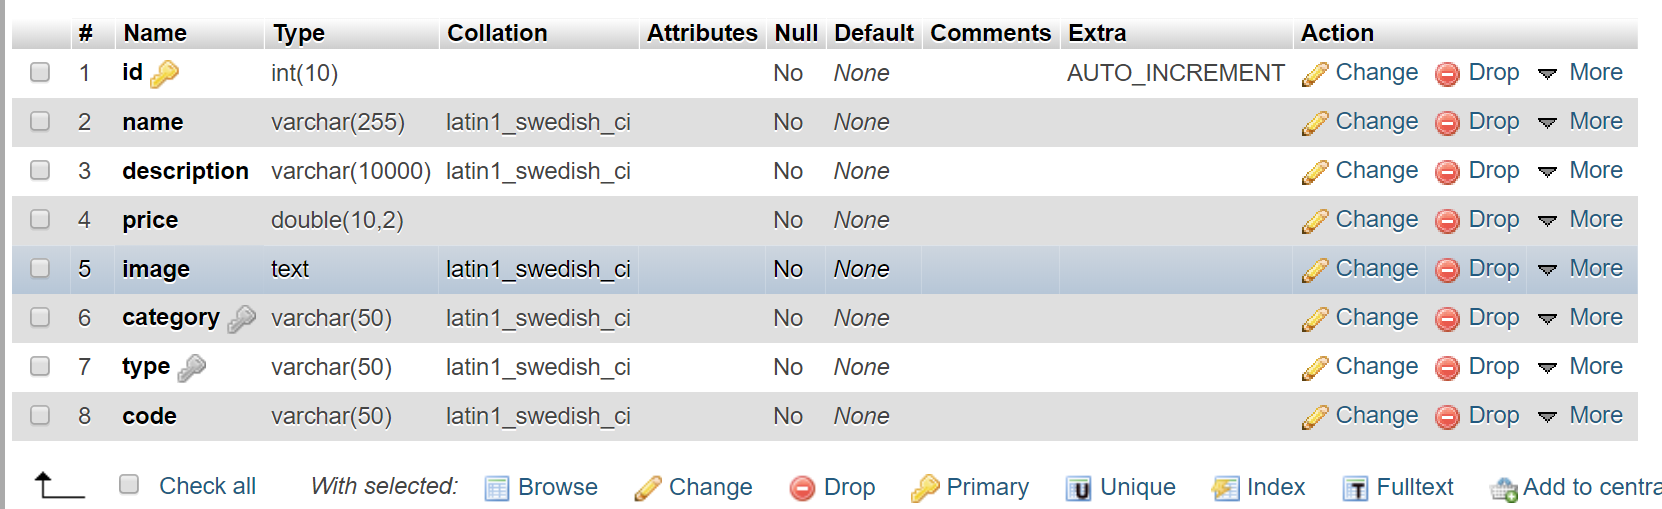 # Name Type Collation Attributes Null Default Comments Extra Action
1 id int(10) No None AUTO_INCREMENT Change Drop More
2 name varchar(255) latin1_swedish_ci No None Change Drop More
3 description varchar(10000) latin1_swedish_ci No None Change Drop More
4 price double(10,2) No None Change Drop More
5 image text latin1_swedish_ci No None Change Drop More
6 category varchar(50) latin1_swedish_ci No None Change Drop More
7 type varchar(50) latin1_swedish_ci No None Change Drop More
8 code varchar(50) latin1_swedish_ci No None Change Drop More
Check all With selected: Browse Change Drop Primary U Unique Index T Fulltext Add to centra